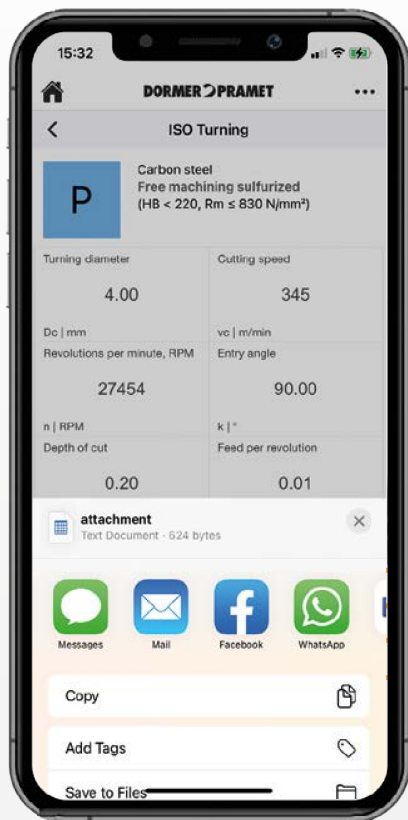 15:32
DORMER PRAMET
ISO Turning
P
Carbon steel
Free machining sulfurized
(HB < 220, Rm ≤ 830 N/mm²)
Turning diameter
Cutting speed
4.00
345
Dc | mm
vc | m/min
Revolutions per minute, RPM
Entry angle
27454
90.00
n | RPM
k | °
Depth of cut
Feed per revolution
0.20
0.01
attachment
Text Document · 624 bytes
Messages
Mail
Facebook
WhatsApp
Copy
Add Tags
Save to Files